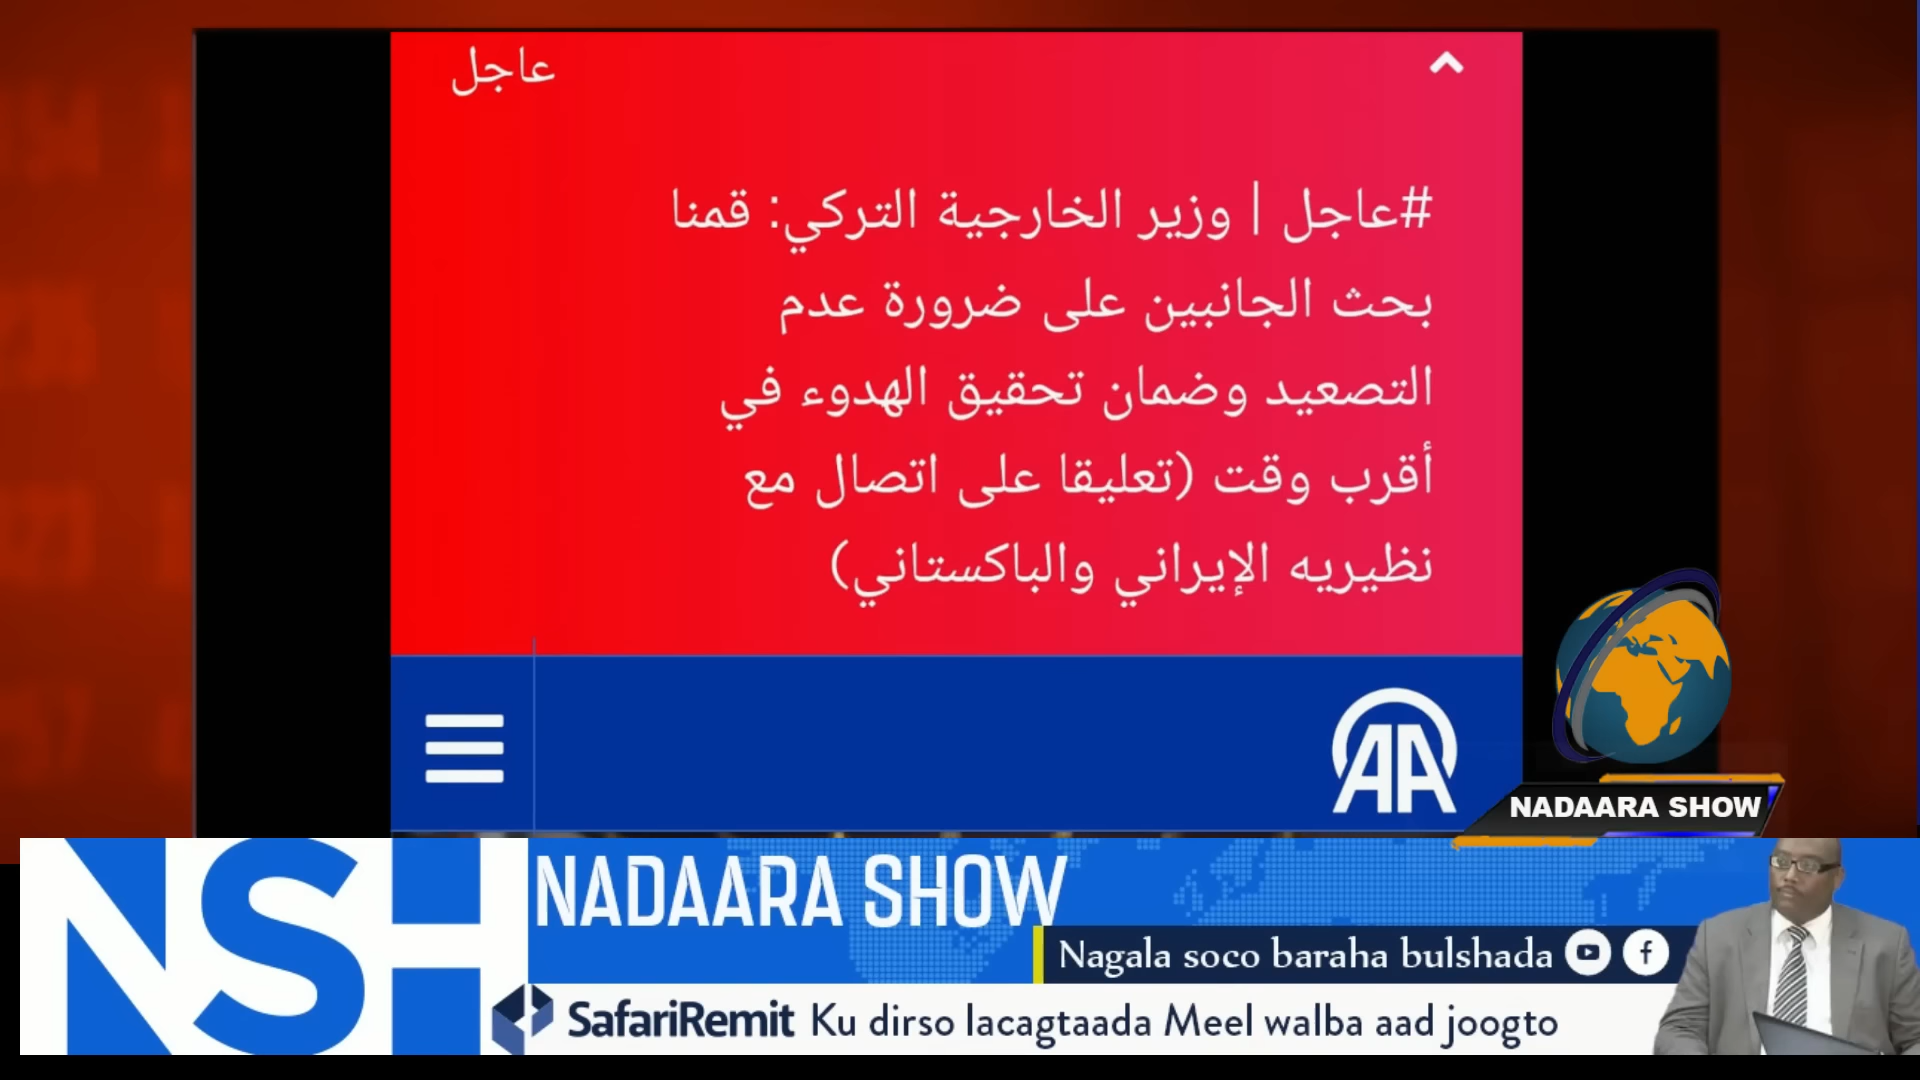 عاجل
#عاجل | وزير الخارجية التركي: قمنا
بحث الجانبين على ضرورة عدم
التصعيد وضمان تحقيق الهدوء في
أقرب وقت (تعليقا على اتصال مع
نظيريه الإيراني والباكستاني)
AA
NADAARA SHOW
NSH
NADAARA SHOW
Nagala soco baraha bulshada
SafariRemit Ku dirso lacagtaada Meel walba aad joogto